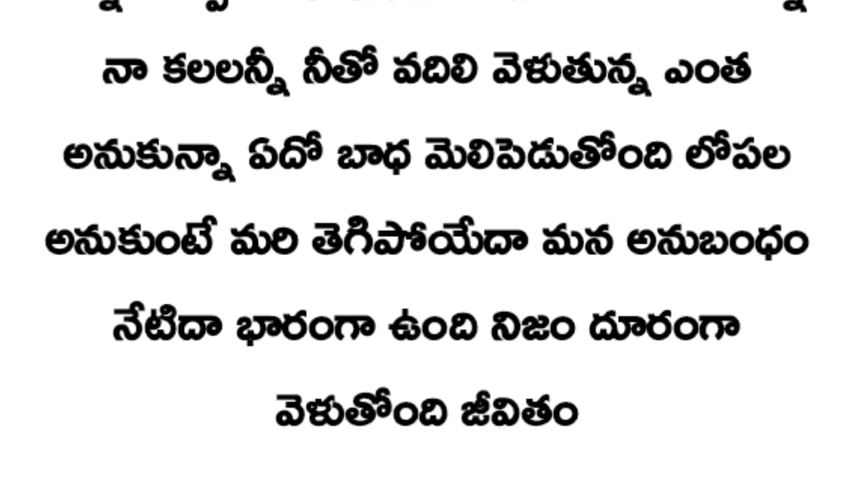 నా కలలన్నీ నీతో వదిలి వెళుతున్న ఎంత
అనుకున్నా ఏదో బాధ మెలిపెడుతోంది లోపల
అనుకుంటే మరి తెగిపోయేదా మన అనుబంధం
నేటిదా భారంగా ఉంది నిజం దూరంగా
వెళుతోంది జీవితం